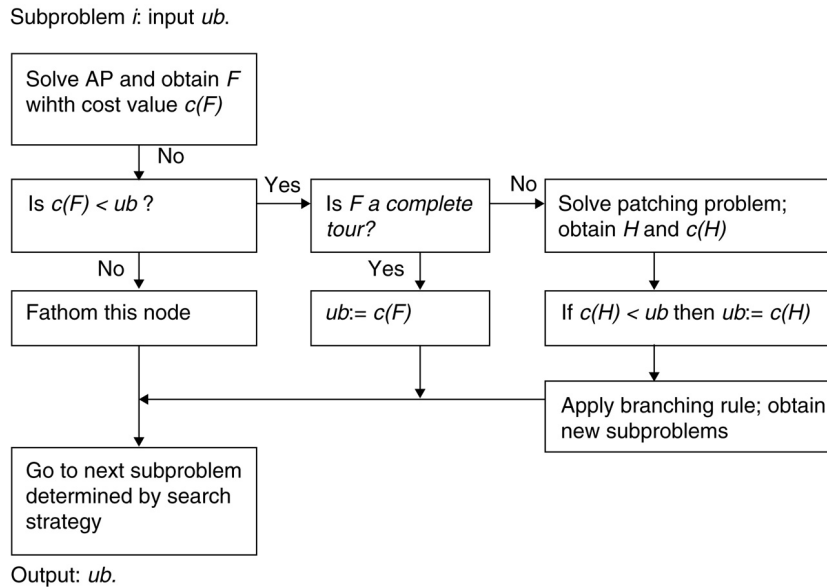 Subproblem i: input ub.
Solve AP and obtain F
wihth cost value c(F)
No
Is c(F) < ub ?
Yes
Is F a complete
tour?
No
Solve patching problem;
obtain H and c(H)
No
Yes
Fathom this node
ub:= c(F)
If c(H) < ub then ub:= c(H)
Apply branching rule; obtain
new subproblems
Go to next subproblem
determined by search
strategy
Output: ub.